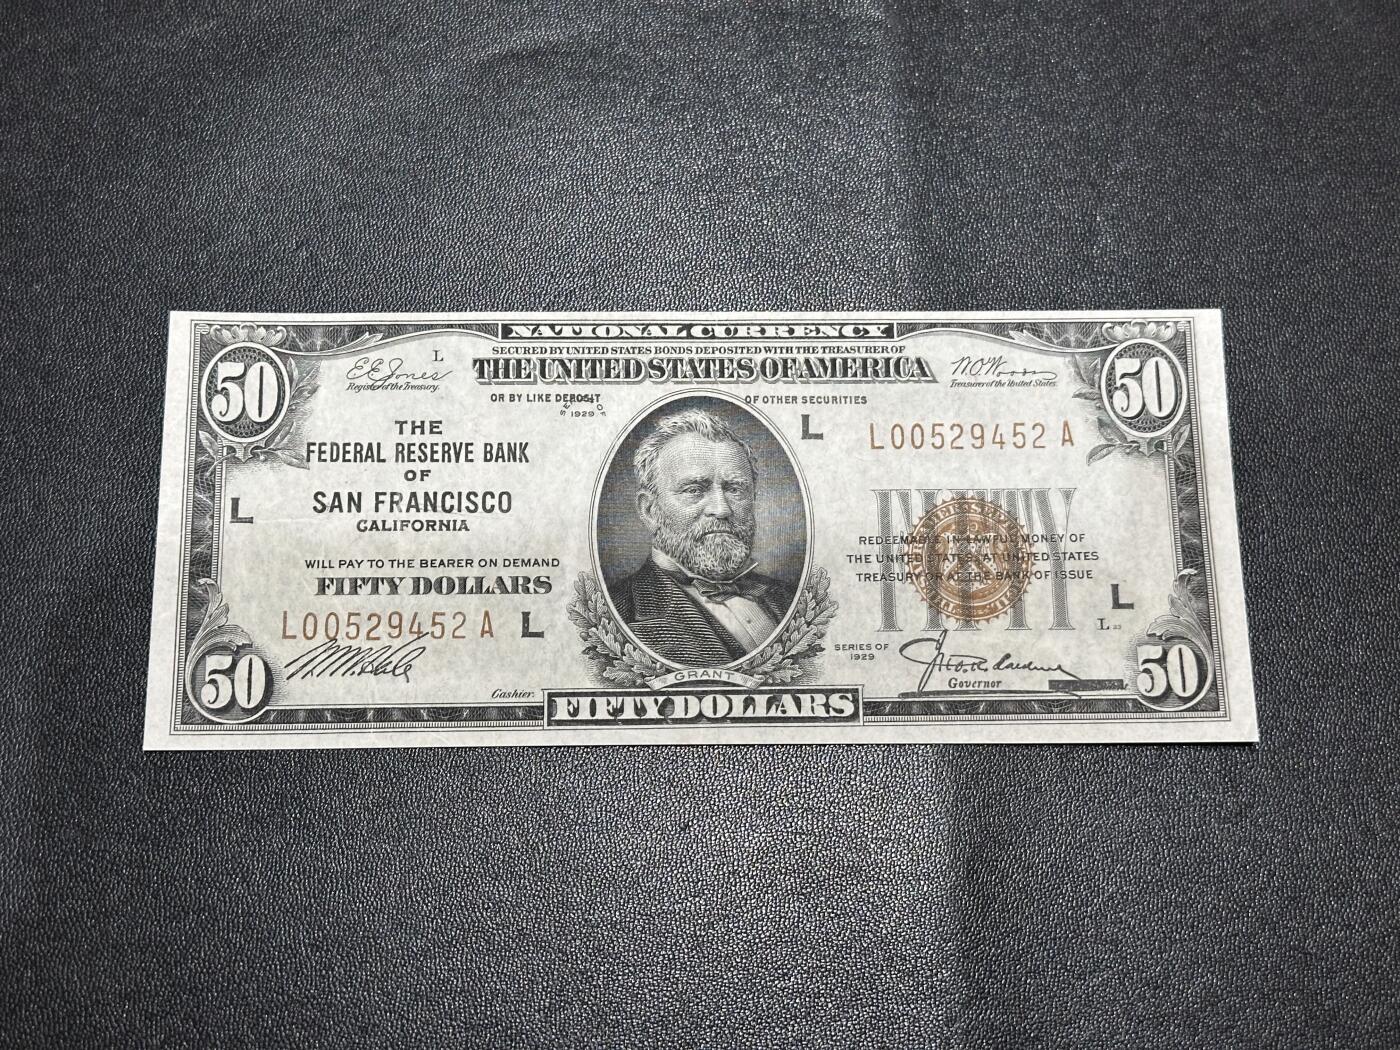 NATIONAL CURRENCY
SECURED BY UNITED STATES BONDS DEPOSITED WITH THE TREASURER OF
THE UNITED STATES OF AMERICA
OR BY LIKE DEPOSIT OF OTHER SECURITIES
50
50
E E Jones
Register of the Treasury.
L
W.O. Woods
Treasurer of the United States.
SERIES OF
1929
THE
FEDERAL RESERVE BANK
OF
SAN FRANCISCO
CALIFORNIA
L
L
L00529452 A
WILL PAY TO THE BEARER ON DEMAND
FIFTY DOLLARS
L00529452 A L
FIFTY
REDEEMABLE IN LAWFUL MONEY OF
THE UNITED STATES AT UNITED STATES
TREASURY OR AT THE BANK OF ISSUE
L
L
SERIES OF
1929
Cashier.
Governor
GRANT
50
FIFTY DOLLARS
50